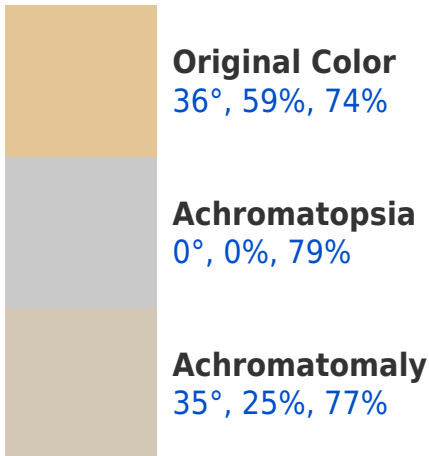 Original Color
36°, 59%, 74%
Achromatopsia
0°, 0%, 79%
Achromatomaly
35°, 25%, 77%